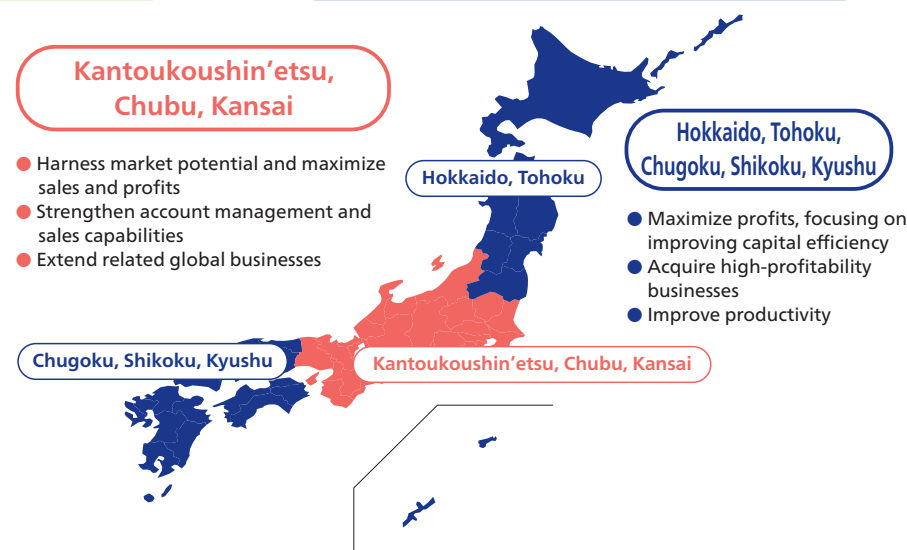 Kantoukoushin’etsu,
Chubu, Kansai
● Harness market potential and maximize
sales and profits
● Strengthen account management and
sales capabilities
● Extend related global businesses
Hokkaido, Tohoku
Hokkaido, Tohoku,
Chugoku, Shikoku, Kyushu
● Maximize profits, focusing on
improving capital efficiency
● Acquire high-profitability
businesses
● Improve productivity
Chugoku, Shikoku, Kyushu
Kantoukoushin’etsu, Chubu, Kansai